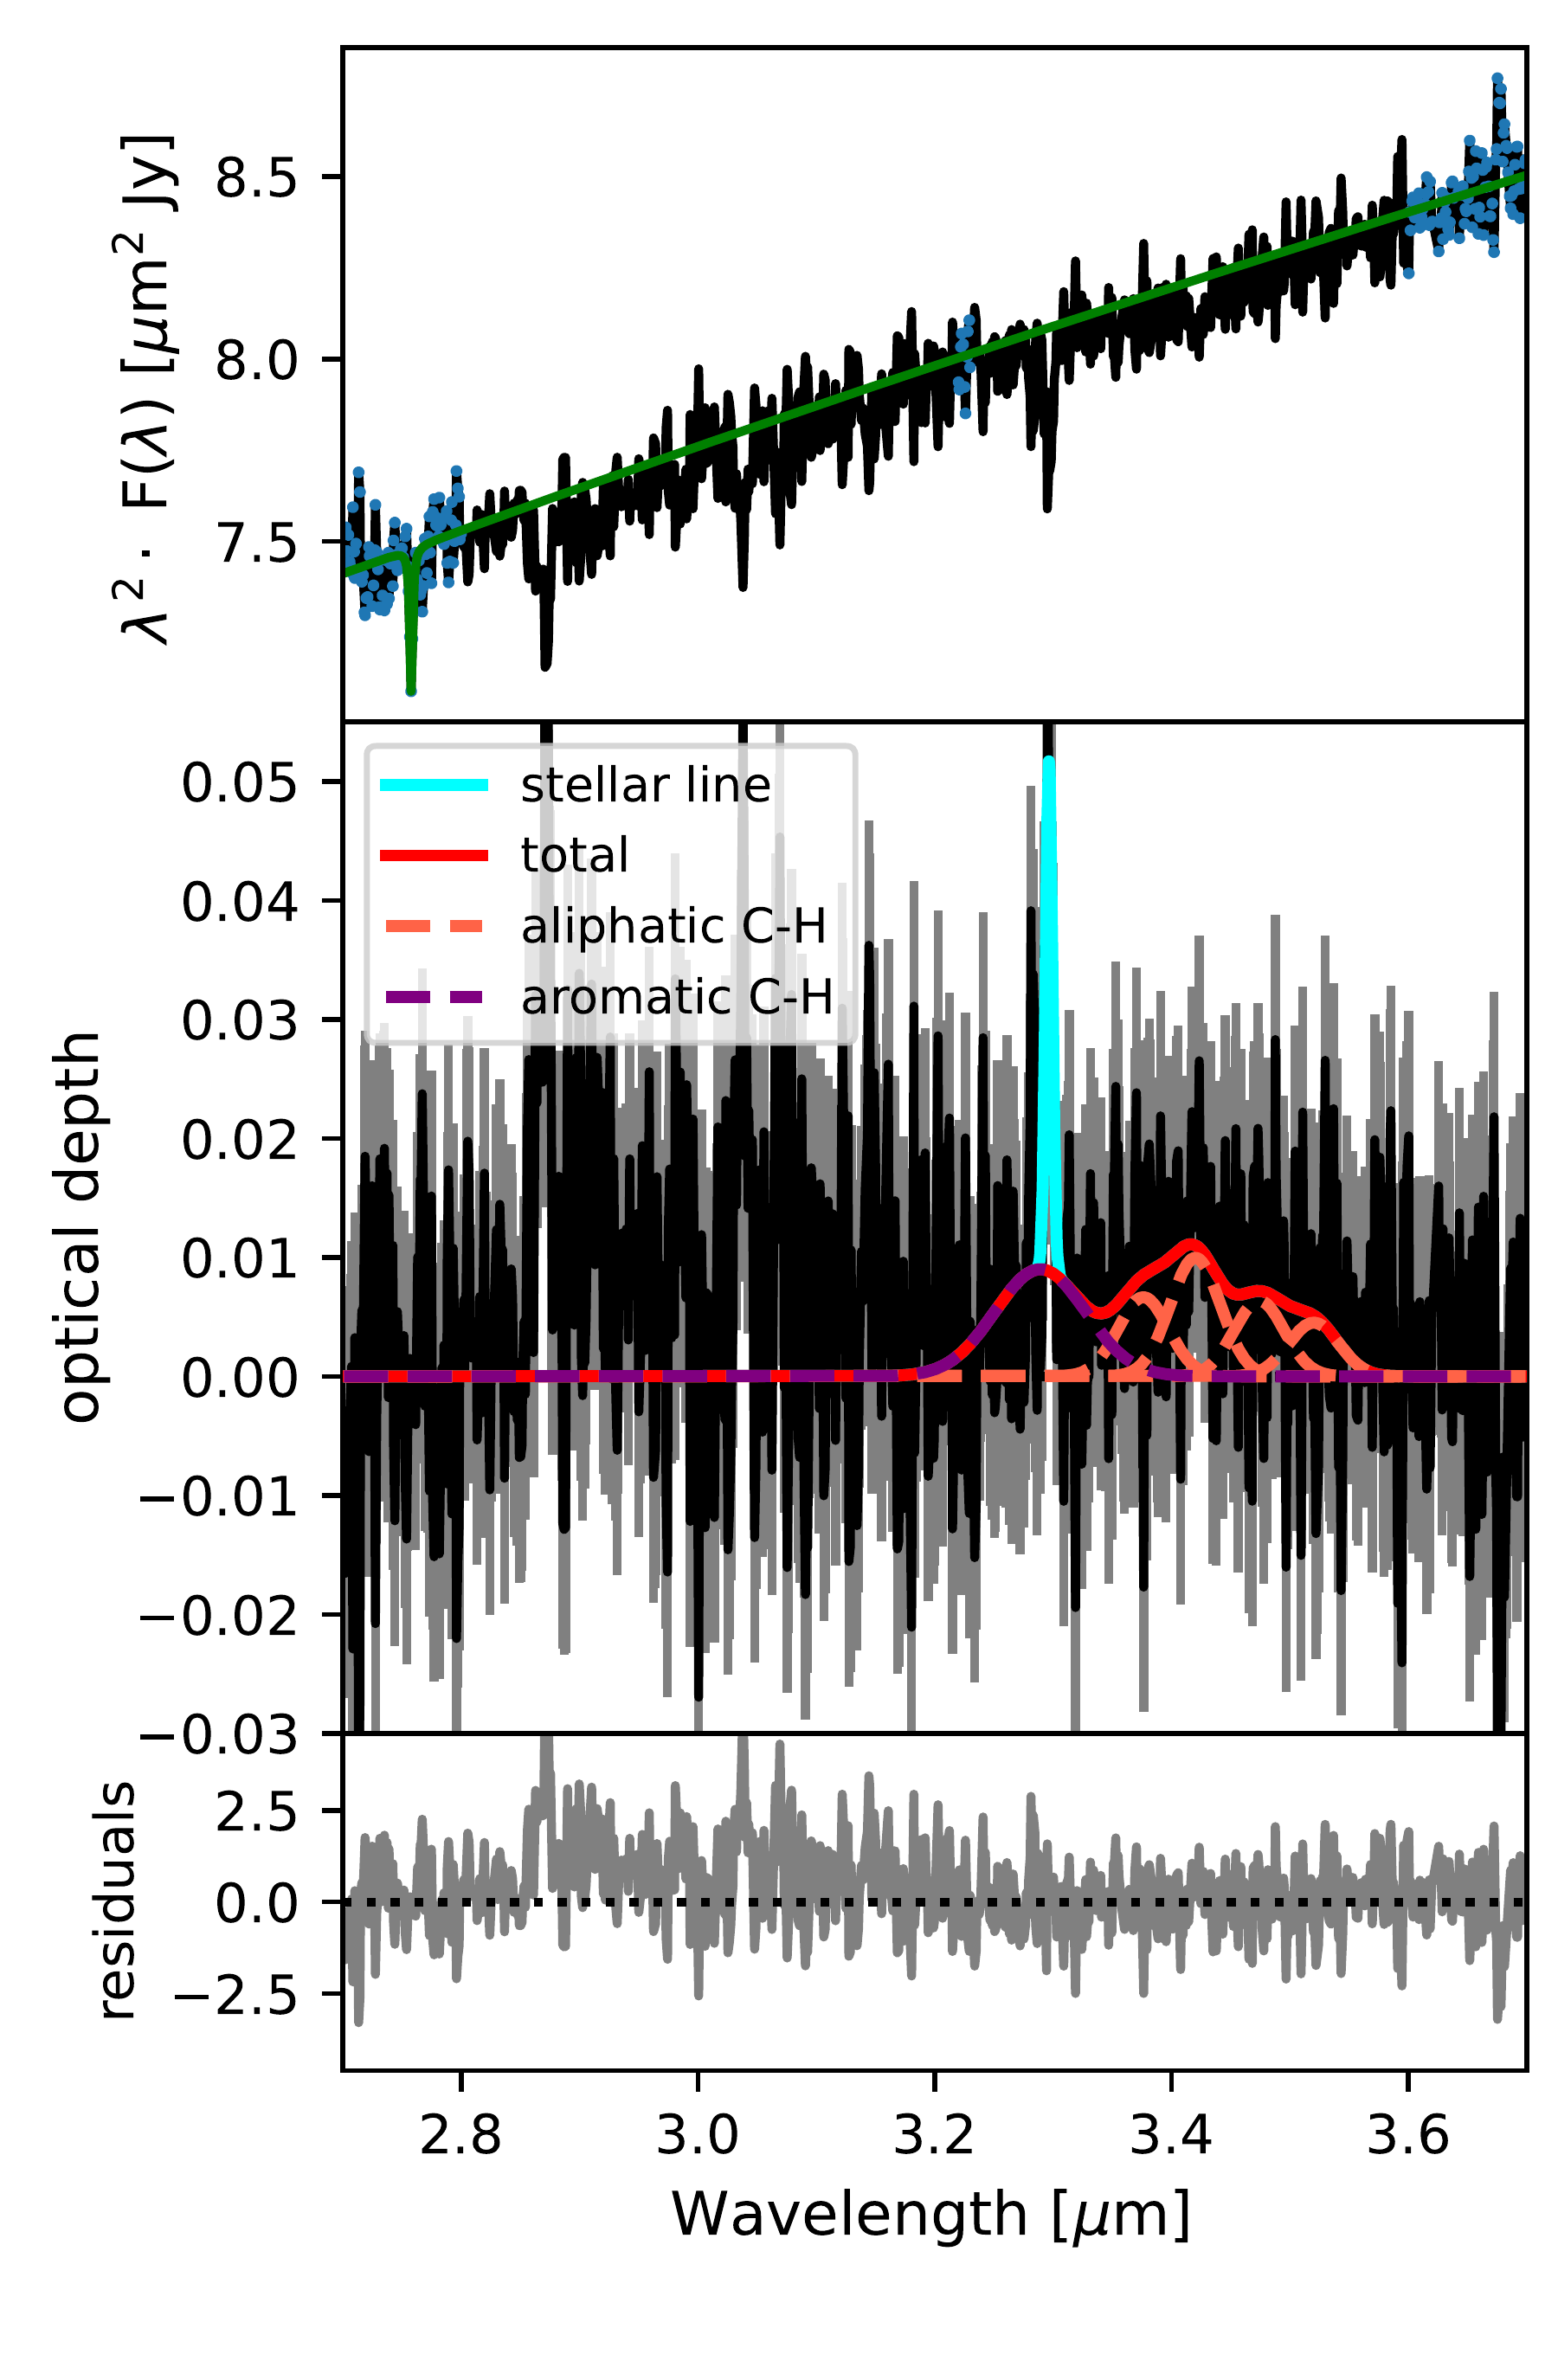 λ² · F(λ) [μm² Jy]
8.5
8.0
7.5
optical depth
0.05
0.04
0.03
0.02
0.01
0.00
−0.01
−0.02
−0.03
stellar line
total
aliphatic C-H
aromatic C-H
residuals
2.5
0.0
−2.5
2.8 3.0 3.2 3.4 3.6
Wavelength [μm]